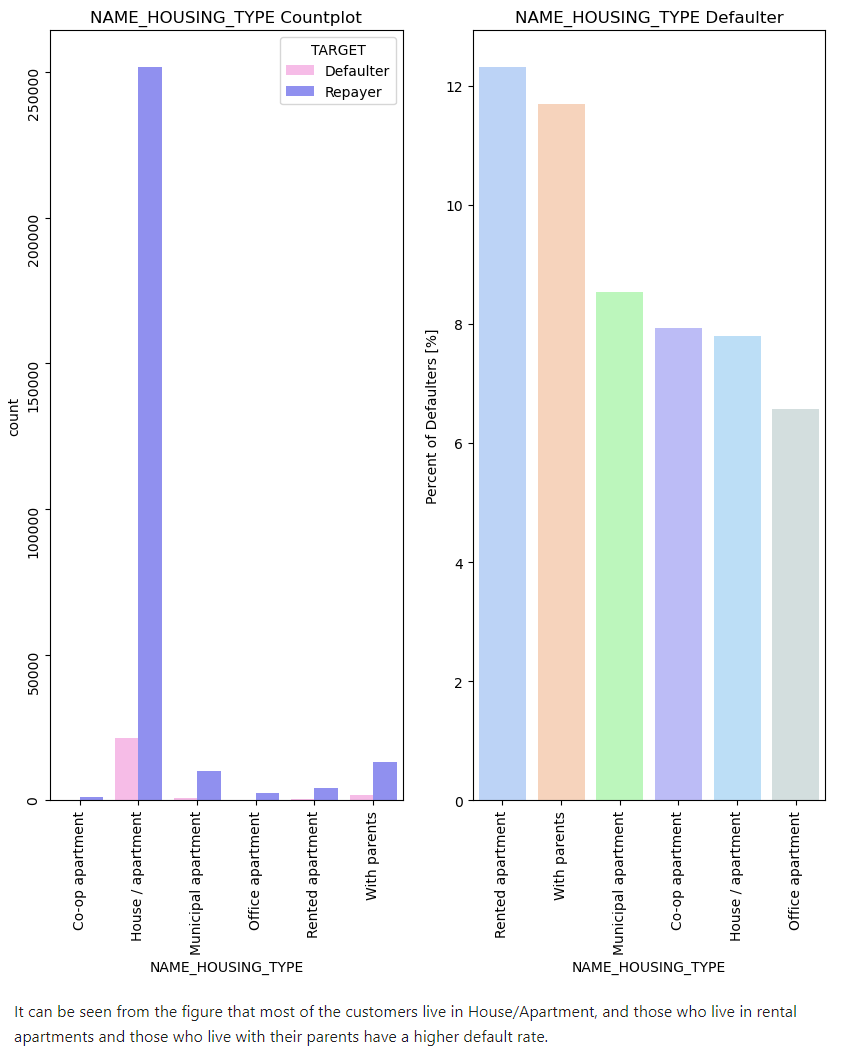 NAME_HOUSING_TYPE Countplot
TARGET
Defaulter
Repayer
250000
200000
150000
100000
50000
0
count
Co-op apartment
House / apartment
Municipal apartment
Office apartment
Rented apartment
With parents
NAME_HOUSING_TYPE
NAME_HOUSING_TYPE Defaulter
12
10
8
6
4
2
0
Percent of Defaulters [%]
Rented apartment
With parents
Municipal apartment
Co-op apartment
House / apartment
Office apartment
NAME_HOUSING_TYPE
It can be seen from the figure that most of the customers live in House/Apartment, and those who live in rental
apartments and those who live with their parents have a higher default rate.